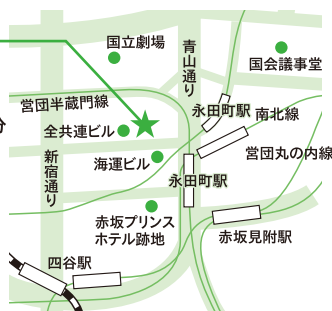 国立劇場
青山通り
国会議事堂
営団半蔵門線
永田町駅
南北線
分
全共連ビル
新宿通り
海運ビル
営団丸の内線
永田町駅
赤坂プリンス
ホテル跡地
赤坂見附駅
四谷駅